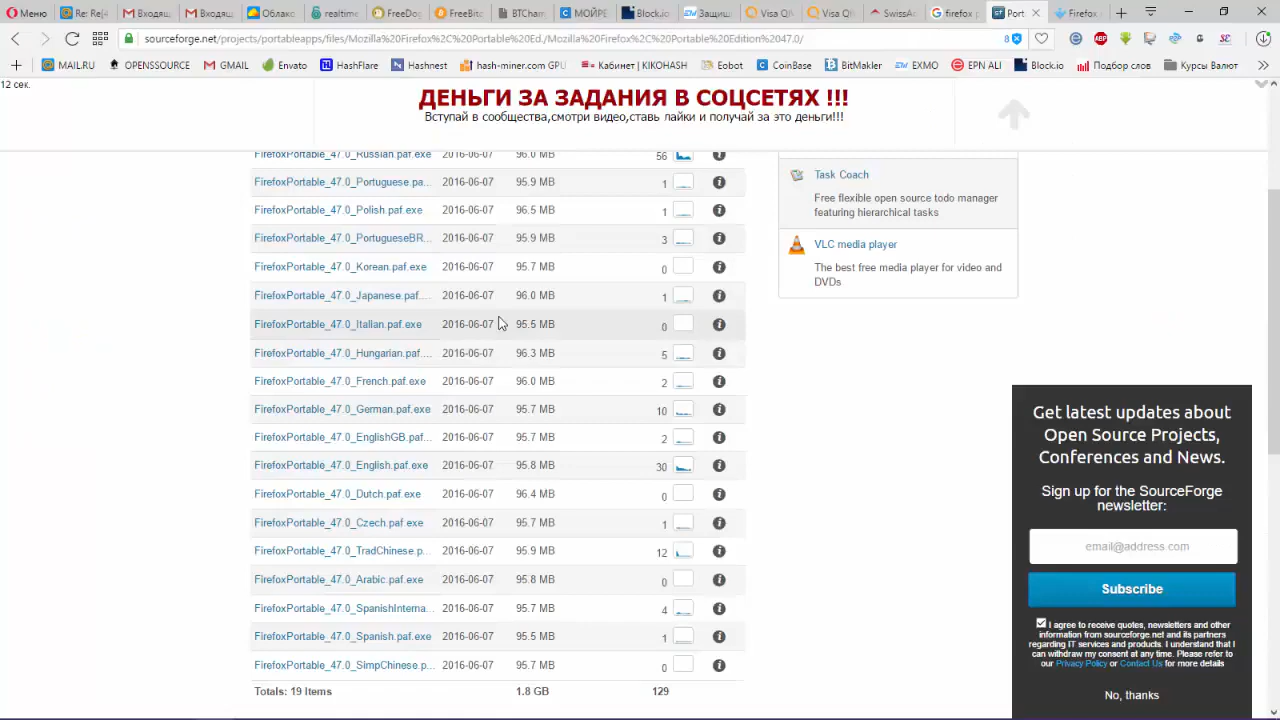 Меню
Re: Re[4
Входящ
Входящ
Облако
realtime
FreeDoc
FreeBitc
BTCham
МОЙРЕ
Block.io
Защищ
Visa QI
Visa QI
SwissAc
firefox p
Port
Firefox
sourceforge.net/projects/portableapps/files/Mozilla%20Firefox%2C%20Portable%20Ed./Mozilla%20Firefox%2C%20Portable%20Edition%2047.0/
8
MAIL.RU
OPENSOURCE
GMAIL
Envato
HashFlare
Hashnest
Hash-miner.com GPU
Кабинет | KIKOHASH
Eobot
CoinBase
BitMakler
EXMO
EPN ALI
Block.io
Подбор слов
Курсы Валют
12 сек.
ДЕНЬГИ ЗА ЗАДАНИЯ В СОЦСЕТЯХ !!!
Вступай в сообщества,смотри видео,ставь лайки и получай за это деньги!!!
FirefoxPortable_47.0_Russian.paf.exe 2016-06-07 96.0 MB 56
FirefoxPortable_47.0_Portuguese.pa... 2016-06-07 95.9 MB 1
FirefoxPortable_47.0_Polish.paf.exe 2016-06-07 96.5 MB 1
FirefoxPortable_47.0_PortugueseBR... 2016-06-07 95.9 MB 3
FirefoxPortable_47.0_Korean.paf.exe 2016-06-07 95.7 MB 0
FirefoxPortable_47.0_Japanese.paf.... 2016-06-07 96.0 MB 1
FirefoxPortable_47.0_Italian.paf.exe 2016-06-07 95.5 MB 0
FirefoxPortable_47.0_Hungarian.paf.... 2016-06-07 96.3 MB 5
FirefoxPortable_47.0_French.paf.exe 2016-06-07 96.0 MB 2
FirefoxPortable_47.0_German.paf.exe 2016-06-07 95.7 MB 10
FirefoxPortable_47.0_EnglishGB.paf... 2016-06-07 95.7 MB 2
FirefoxPortable_47.0_English.paf.exe 2016-06-07 95.8 MB 30
FirefoxPortable_47.0_Dutch.paf.exe 2016-06-07 96.4 MB 0
FirefoxPortable_47.0_Czech.paf.exe 2016-06-07 95.7 MB 1
FirefoxPortable_47.0_TradChinese.p... 2016-06-07 95.9 MB 12
FirefoxPortable_47.0_Arabic.paf.exe 2016-06-07 95.8 MB 0
FirefoxPortable_47.0_SpanishInterna... 2016-06-07 95.7 MB 4
FirefoxPortable_47.0_Spanish.paf.exe 2016-06-07 95.5 MB 1
FirefoxPortable_47.0_SimpChinese.p... 2016-06-07 95.7 MB 0
Totals: 19 Items 1.8 GB 129
Task Coach
Free flexible open source todo manager
featuring hierarchical tasks
VLC media player
The best free media player for video and
DVDs
Get latest updates about
Open Source Projects,
Conferences and News.
Sign up for the SourceForge
newsletter:
email@address.com
Subscribe
I agree to receive quotes, newsletters and other
information from sourceforge.net and its partners
regarding IT services and products. I understand that I
can withdraw my consent at any time. Please refer to
our Privacy Policy or Contact Us for more details
No, thanks